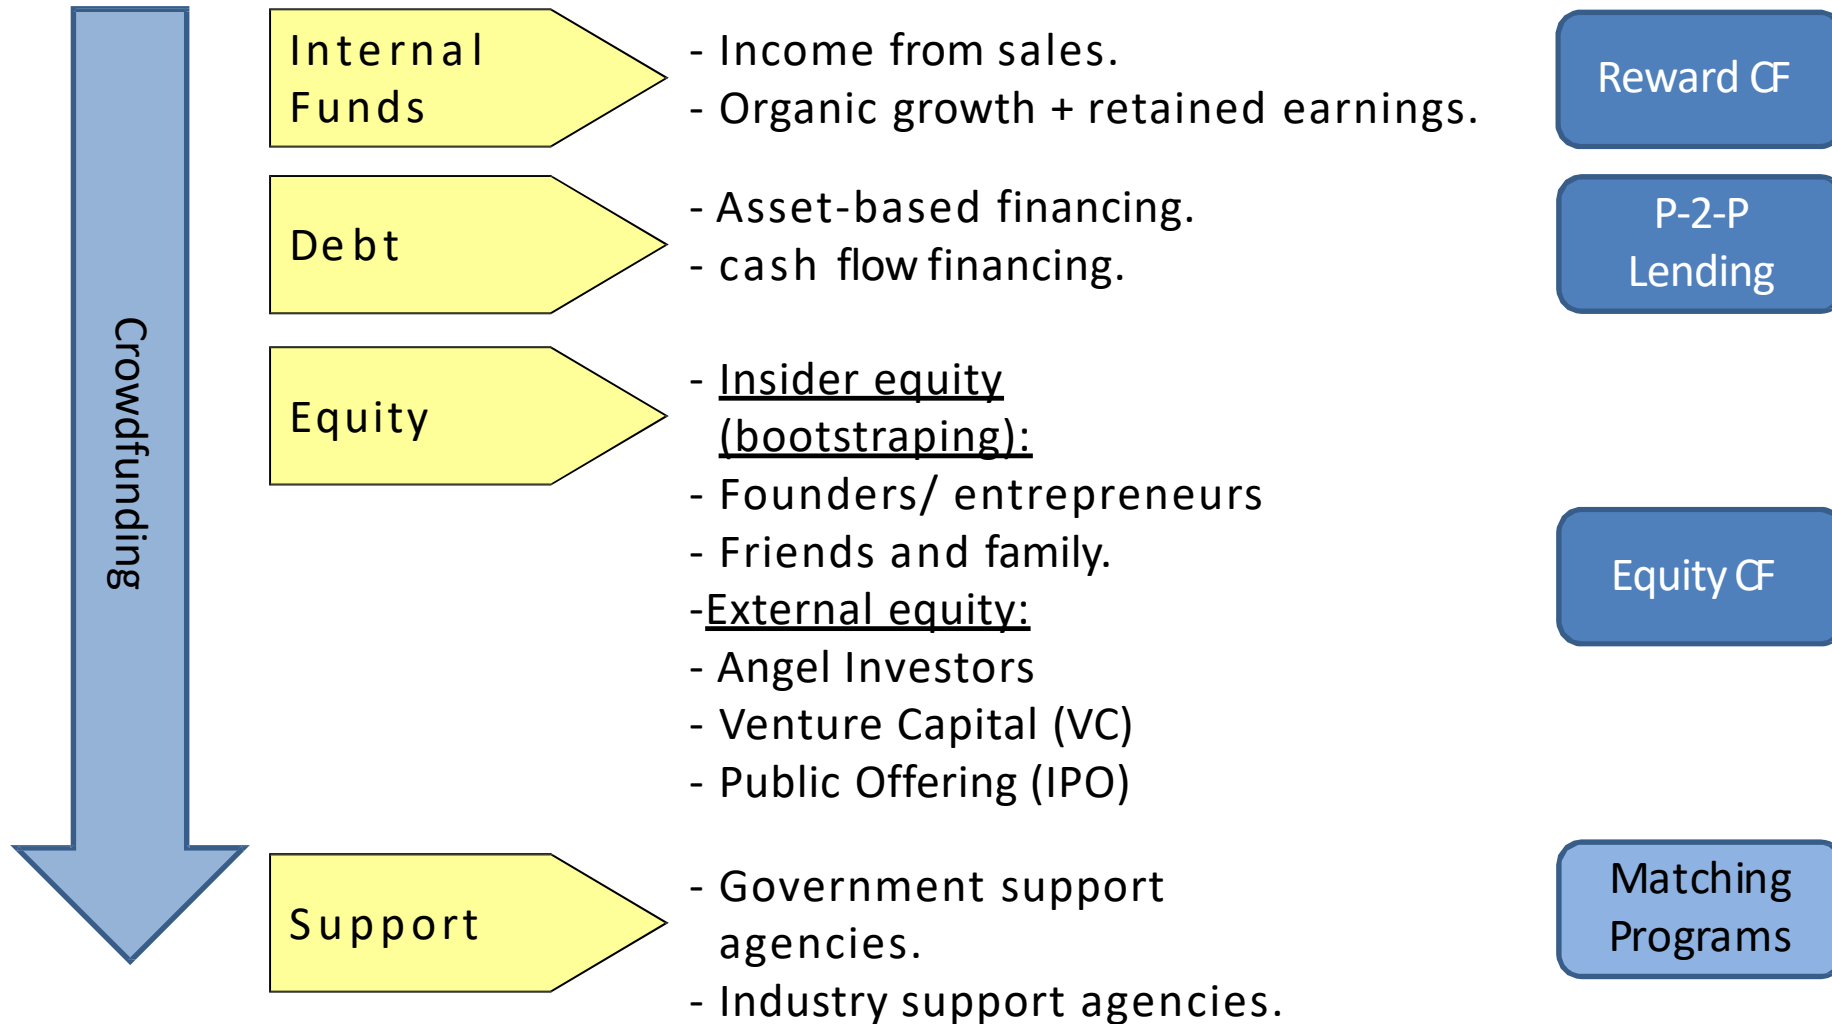 Crowdfunding
Internal
Funds
- Income from sales.
- Organic growth + retained earnings.
Reward CF
Debt
- Asset-based financing.
- cash flow financing.
P-2-P
Lending
Equity
- Insider equity
(bootstraping):
- Founders/ entrepreneurs
- Friends and family.
-External equity:
- Angel Investors
- Venture Capital (VC)
- Public Offering (IPO)
Equity CF
Support
- Government support
agencies.
- Industry support agencies.
Matching
Programs